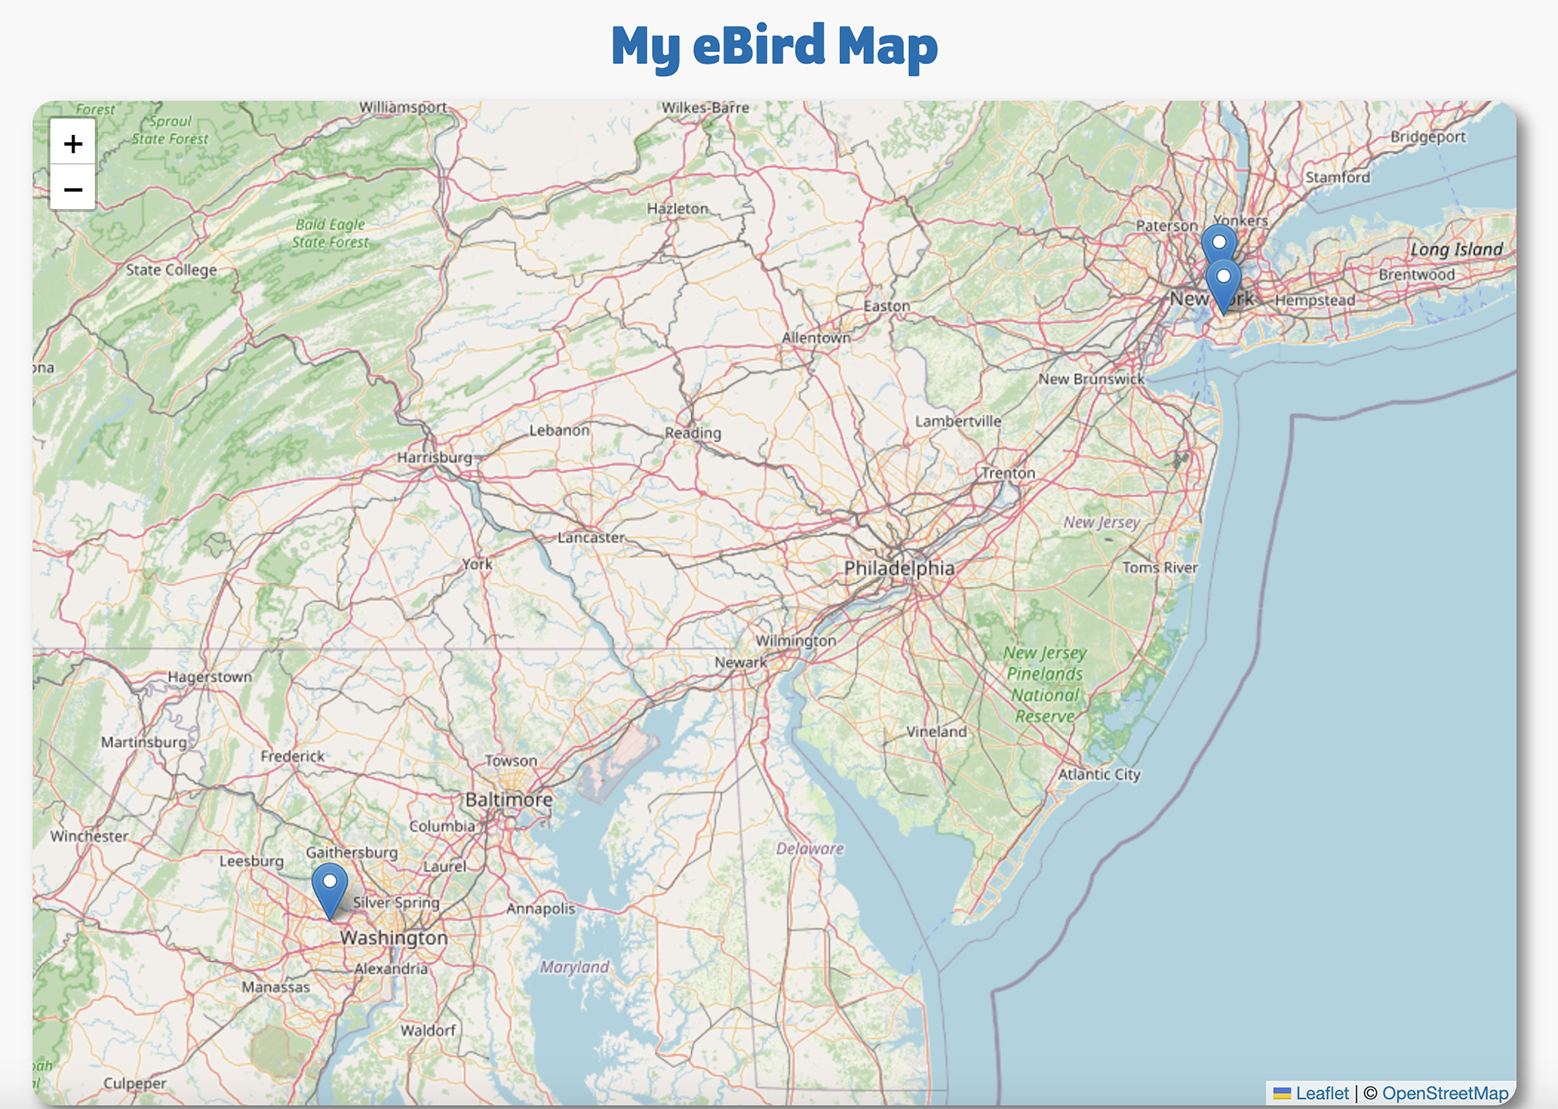 My eBird Map
+
−
Forest
Sproul
State Forest
Williamsport
Wilkes-Barre
Bridgeport
Stamford
Hazleton
Bald Eagle
State Forest
Paterson
Yonkers
Long Island
State College
Brentwood
Hempstead
Easton
Allentown
ona
New Brunswick
Lambertville
Lebanon
Reading
Harrisburg
Trenton
New Jersey
Lancaster
York
Philadelphia
Toms River
Wilmington
Newark
New Jersey
Pinelands
National
Reserve
Hagerstown
Vineland
Martinsburg
Frederick
Towson
Atlantic City
Baltimore
Columbia
Winchester
Delaware
Gaithersburg
Leesburg
Laurel
Silver Spring
Annapolis
Washington
Maryland
Alexandria
Manassas
Waldorf
Culpeper
Leaflet | © OpenStreetMap